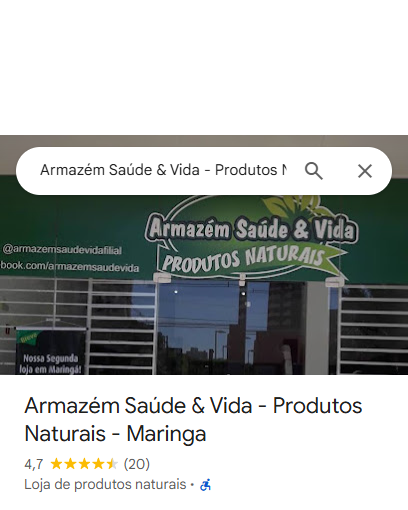 Armazém Saúde & Vida - Produtos N
Armazém Saúde & Vida
PRODUTOS NATURAIS
@armazemsaudevidafilial
book.com/armazemsaudevida
Nossa Segunda
loja em Maringá!
Armazém Saúde & Vida - Produtos
Naturais - Maringa
4,7 (20)
Loja de produtos naturais ·